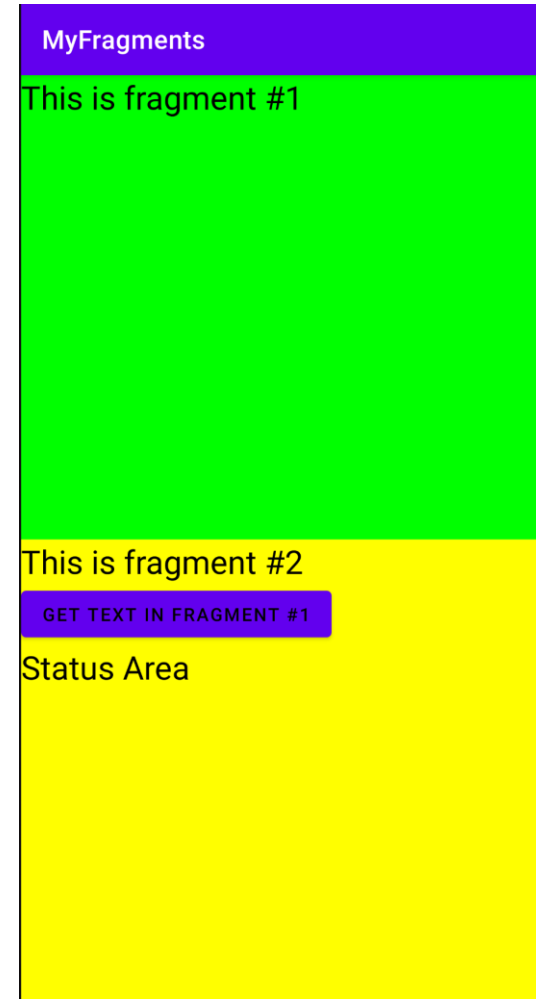 MyFragments
This is fragment #1
This is fragment #2
GET TEXT IN FRAGMENT #1
Status Area